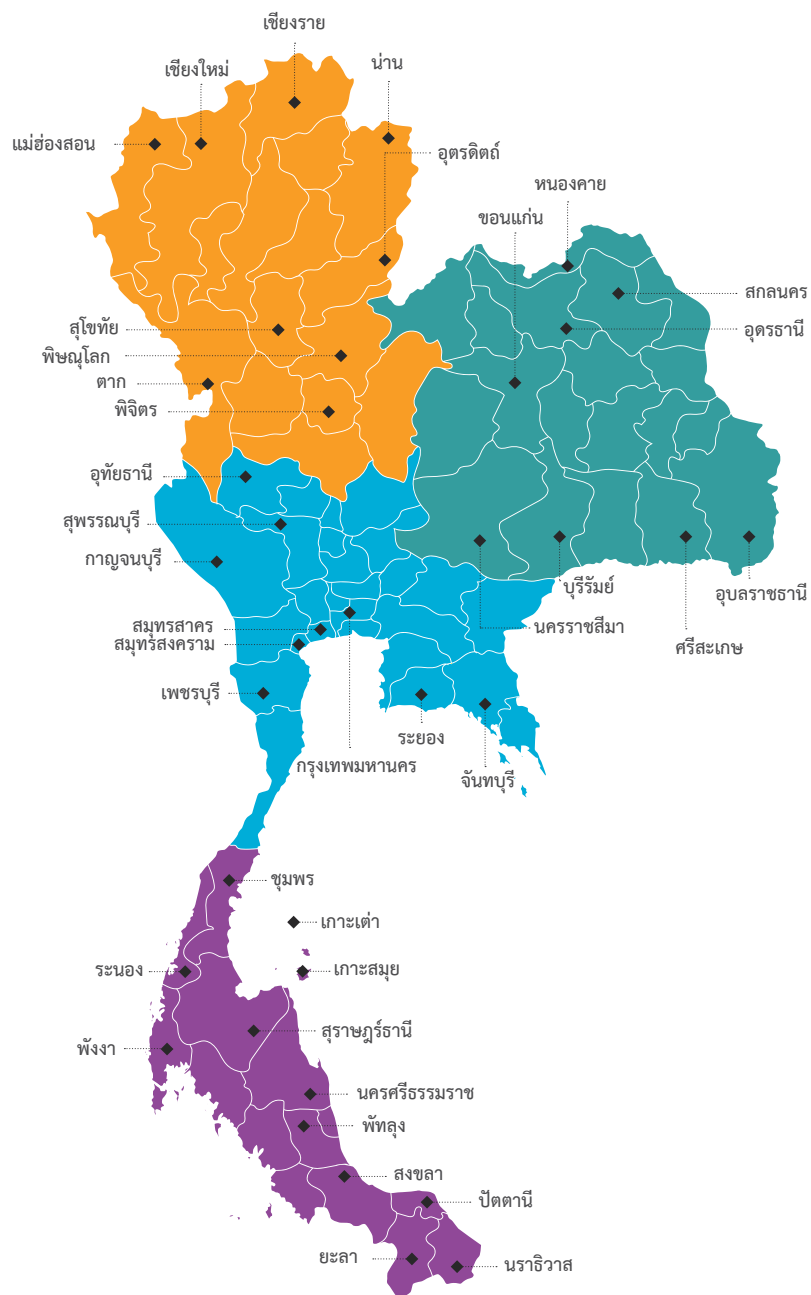 เชียงราย
น่าน
เชียงใหม่
แม่ฮ่องสอน
อุตรดิตถ์
หนองคาย
ขอนแก่น
สกลนคร
สุโขทัย
อุดรธานี
พิษณุโลก
ตาก
พิจิตร
อุทัยธานี
สุพรรณบุรี
กาญจนบุรี
บุรีรัมย์
อุบลราชธานี
สมุทรสาคร
นครราชสีมา
สมุทรสงคราม
ศรีสะเกษ
เพชรบุรี
ระยอง
กรุงเทพมหานคร
จันทบุรี
ชุมพร
เกาะเต่า
ระนอง
เกาะสมุย
สุราษฎร์ธานี
พังงา
นครศรีธรรมราช
พัทลุง
สงขลา
ปัตตานี
ยะลา
นราธิวาส